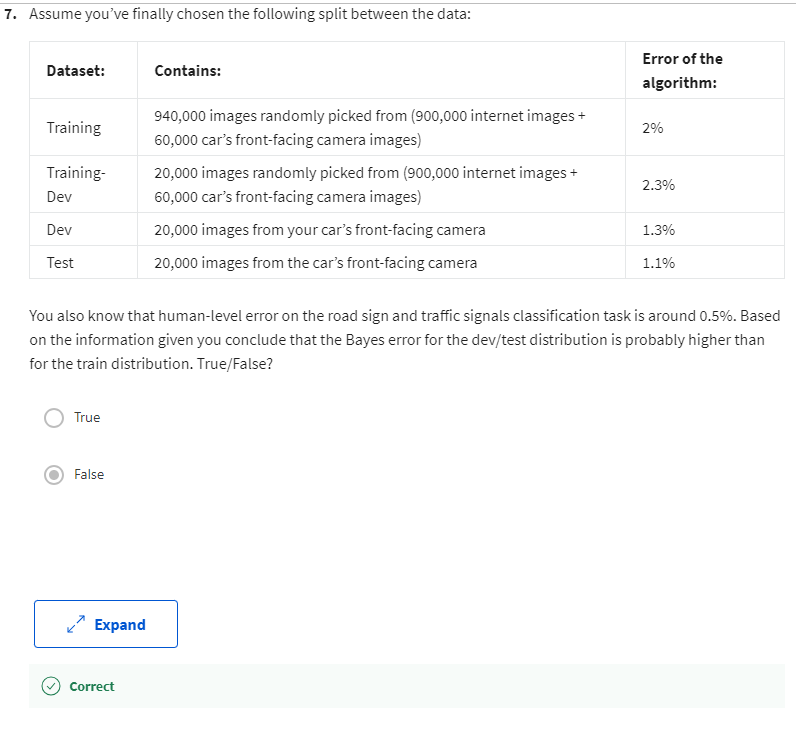 7. Assume you've finally chosen the following split between the data:
Dataset: Contains: Error of the algorithm:
Training 940,000 images randomly picked from (900,000 internet images + 60,000 car's front-facing camera images) 2%
Training-Dev 20,000 images randomly picked from (900,000 internet images + 60,000 car's front-facing camera images) 2.3%
Dev 20,000 images from your car's front-facing camera 1.3%
Test 20,000 images from the car's front-facing camera 1.1%
You also know that human-level error on the road sign and traffic signals classification task is around 0.5%. Based
on the information given you conclude that the Bayes error for the dev/test distribution is probably higher than
for the train distribution. True/False?
True
False
Expand
Correct